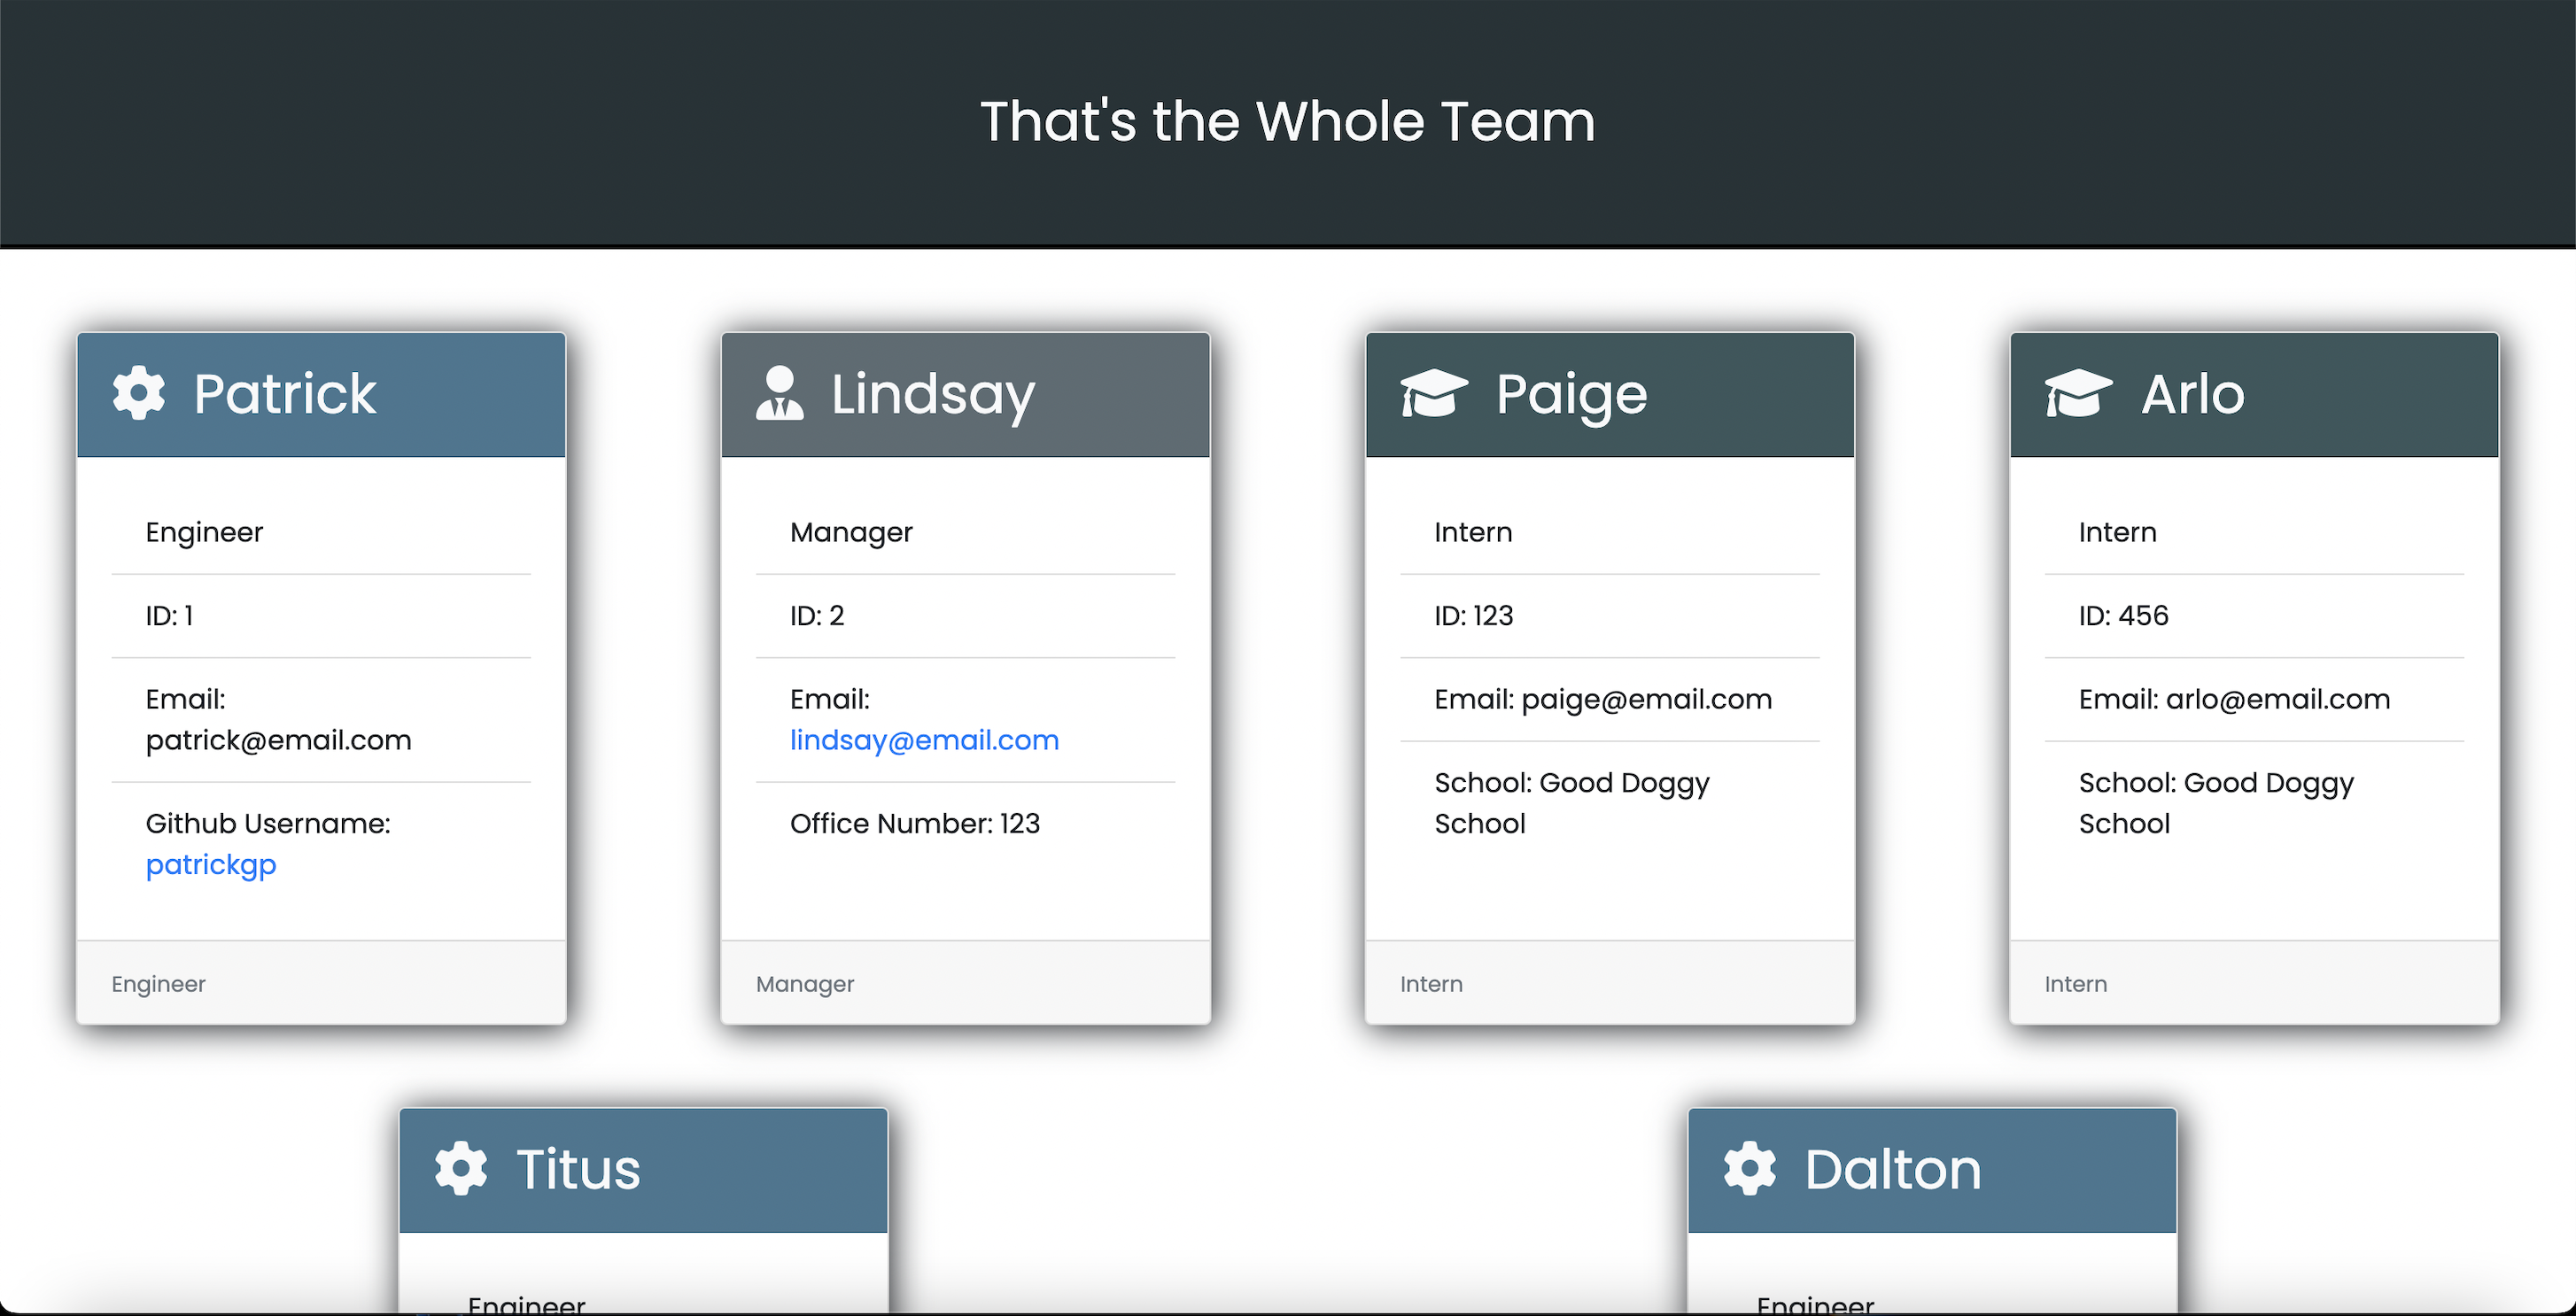 That's the Whole Team
Patrick
Engineer
ID: 1
Email:
patrick@email.com
Github Username:
patrickgp
Engineer
Lindsay
Manager
ID: 2
Email:
lindsay@email.com
Office Number: 123
Manager
Paige
Intern
ID: 123
Email: paige@email.com
School: Good Doggy
School
Intern
Arlo
Intern
ID: 456
Email: arlo@email.com
School: Good Doggy
School
Intern
Titus
Engineer
Dalton
Engineer